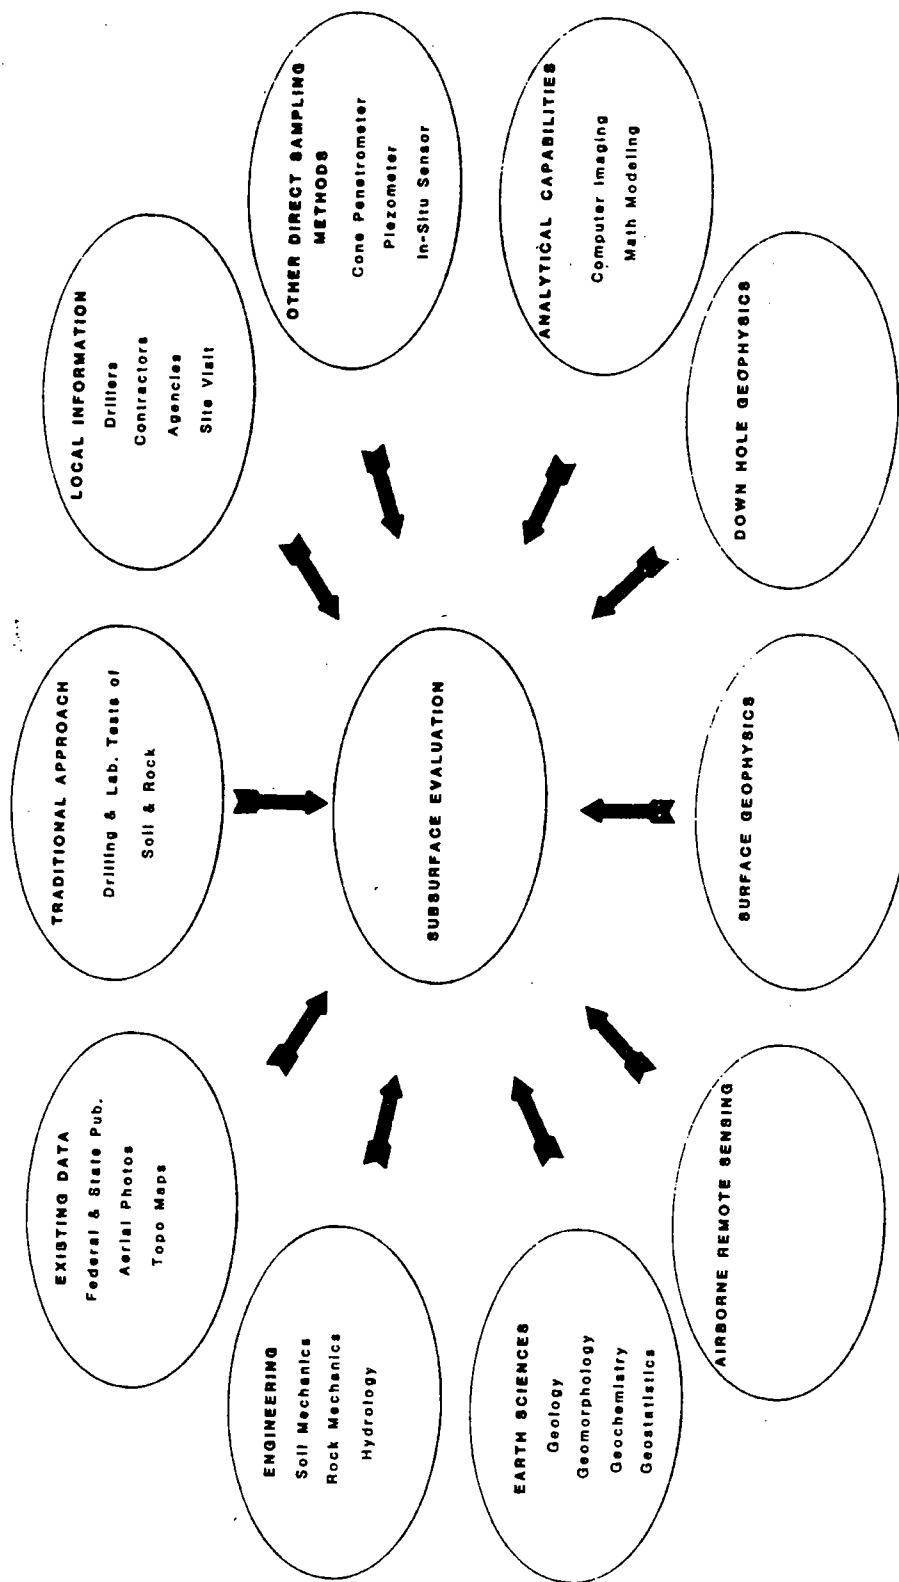 EXISTING DATA
Federal & State Pub.
Aerial Photos
Topo Maps
TRADITIONAL APPROACH
Drilling & Lab. Tests of
Soil & Rock
LOCAL INFORMATION
Drillers
Contractors
Agencies
Site Visit
ENGINEERING
Soil Mechanics
Rock Mechanics
Hydrology
OTHER DIRECT SAMPLING
METHODS
Cone Penetrometer
Piezometer
In-Situ Sensor
SUBSURFACE EVALUATION
EARTH SCIENCES
Geology
Geomorphology
Geochemistry
Geostatistics
ANALYTICAL CAPABILITIES
Computer Imaging
Math Modeling
AIRBORNE REMOTE SENSING
SURFACE GEOPHYSICS
DOWN HOLE GEOPHYSICS